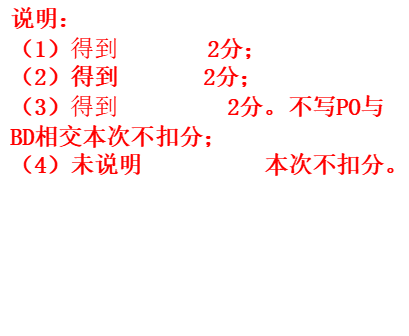 说明：
（1）得到 2分；
（2）得到 2分；
（3）得到 2分。不写PO与
BD相交本次不扣分；
（4）未说明 本次不扣分。